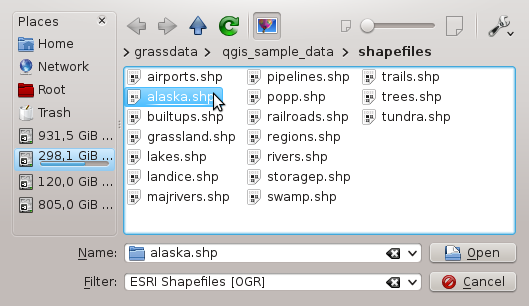 Places
Home
Network
Root
Trash
931,5 GiB ...
298,1 GiB ...
120,0 GiB ...
805,0 GiB ...
grassdata qgis_sample_data shapefiles
airports.shp
alaska.shp
builtups.shp
grassland.shp
lakes.shp
landice.shp
majrivers.shp
pipelines.shp
popp.shp
railroads.shp
regions.shp
rivers.shp
storagep.shp
swamp.shp
trails.shp
trees.shp
tundra.shp
Name: alaska.shp Open
Filter: ESRI Shapefiles [OGR] Cancel